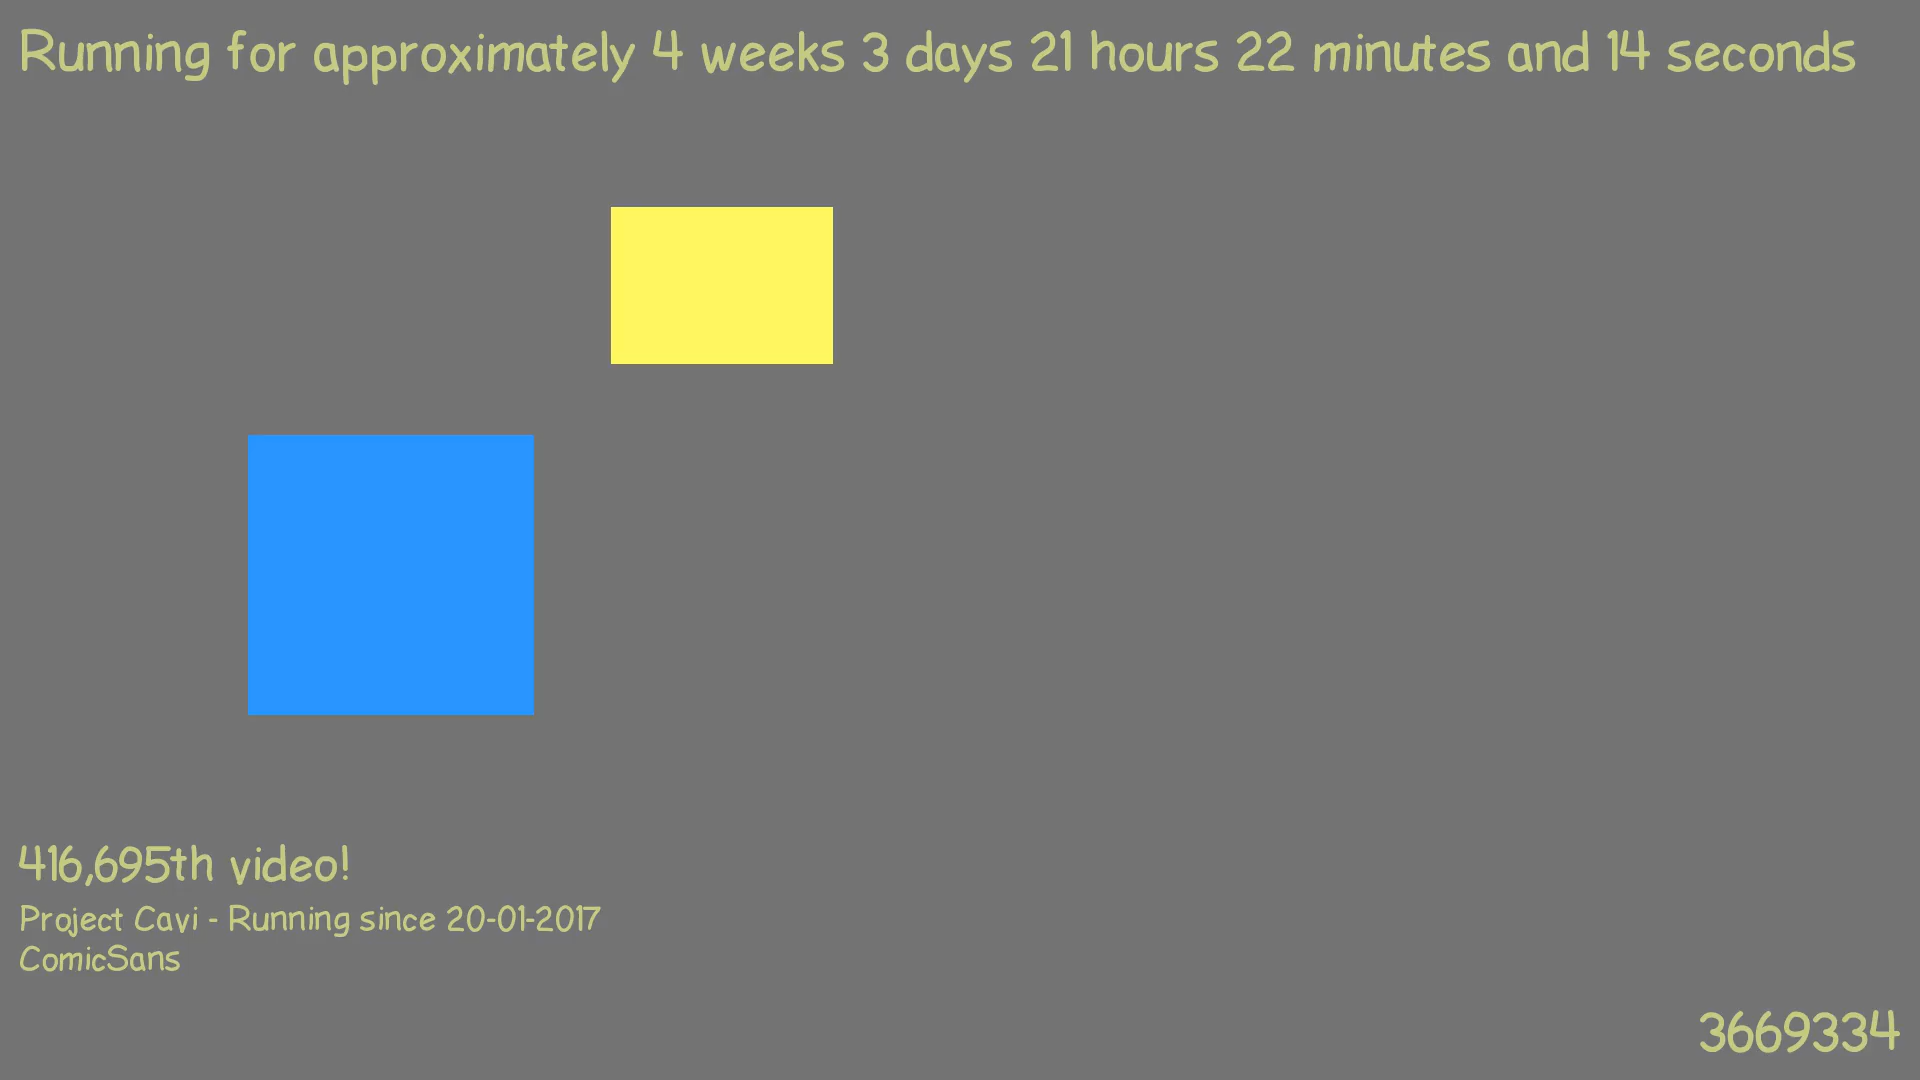 Running for approximately 4 weeks 3 days 21 hours 22 minutes and 14 seconds
416,695th video!
Project Cavi - Running since 20-01-2017
ComicSans
3669334